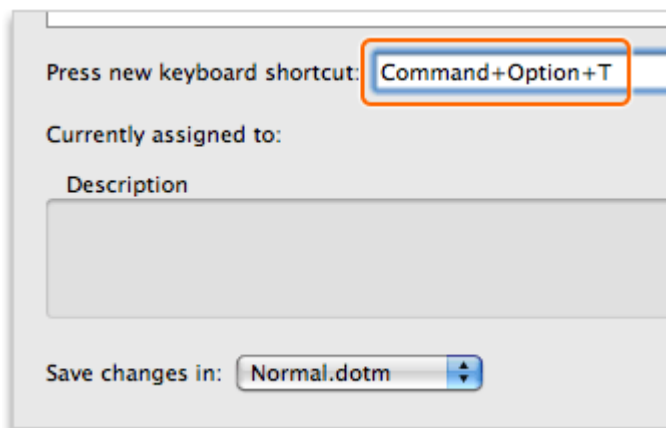 Press new keyboard shortcut: Command+Option+T
Currently assigned to:
Description
Save changes in: Normal.dotm